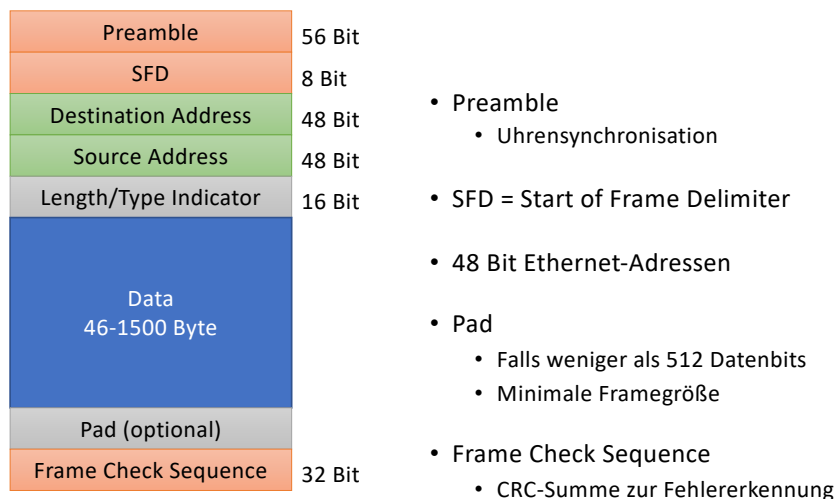 Preamble
56 Bit
SFD
8 Bit
Destination Address
48 Bit
Source Address
48 Bit
Length/Type Indicator
16 Bit
Data
46-1500 Byte
Pad (optional)
Frame Check Sequence
32 Bit
• Preamble
• Uhrensynchronisation
• SFD = Start of Frame Delimiter
• 48 Bit Ethernet-Adressen
• Pad
• Falls weniger als 512 Datenbits
• Minimale Framegröße
• Frame Check Sequence
• CRC-Summe zur Fehlererkennung